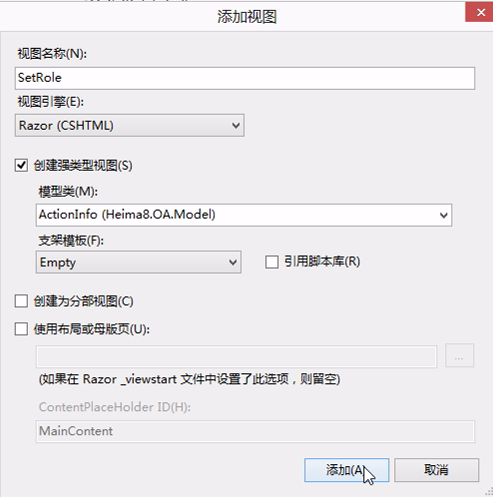 添加视图
视图名称(N):
SetRole
视图引擎(E):
Razor (CSHTML)
创建强类型视图(S)
模型类(M):
ActionInfo (Heima8.OA.Model)
支架模板(F):
Empty
引用脚本库(R)
创建为分部视图(C)
使用布局或母版页(U):
...
(如果在 Razor _viewstart 文件中设置了此选项，则留空)
ContentPlaceHolder ID(H):
MainContent
添加(A)
取消